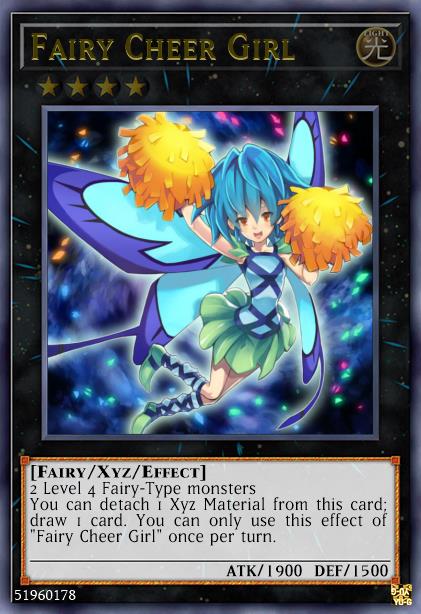 Fairy Cheer Girl
LIGHT
光
[Fairy/Xyz/Effect]
2 Level 4 Fairy-Type monsters
You can detach 1 Xyz Material from this card;
draw 1 card. You can only use this effect of
"Fairy Cheer Girl" once per turn.
ATK/1900 DEF/1500
51960178